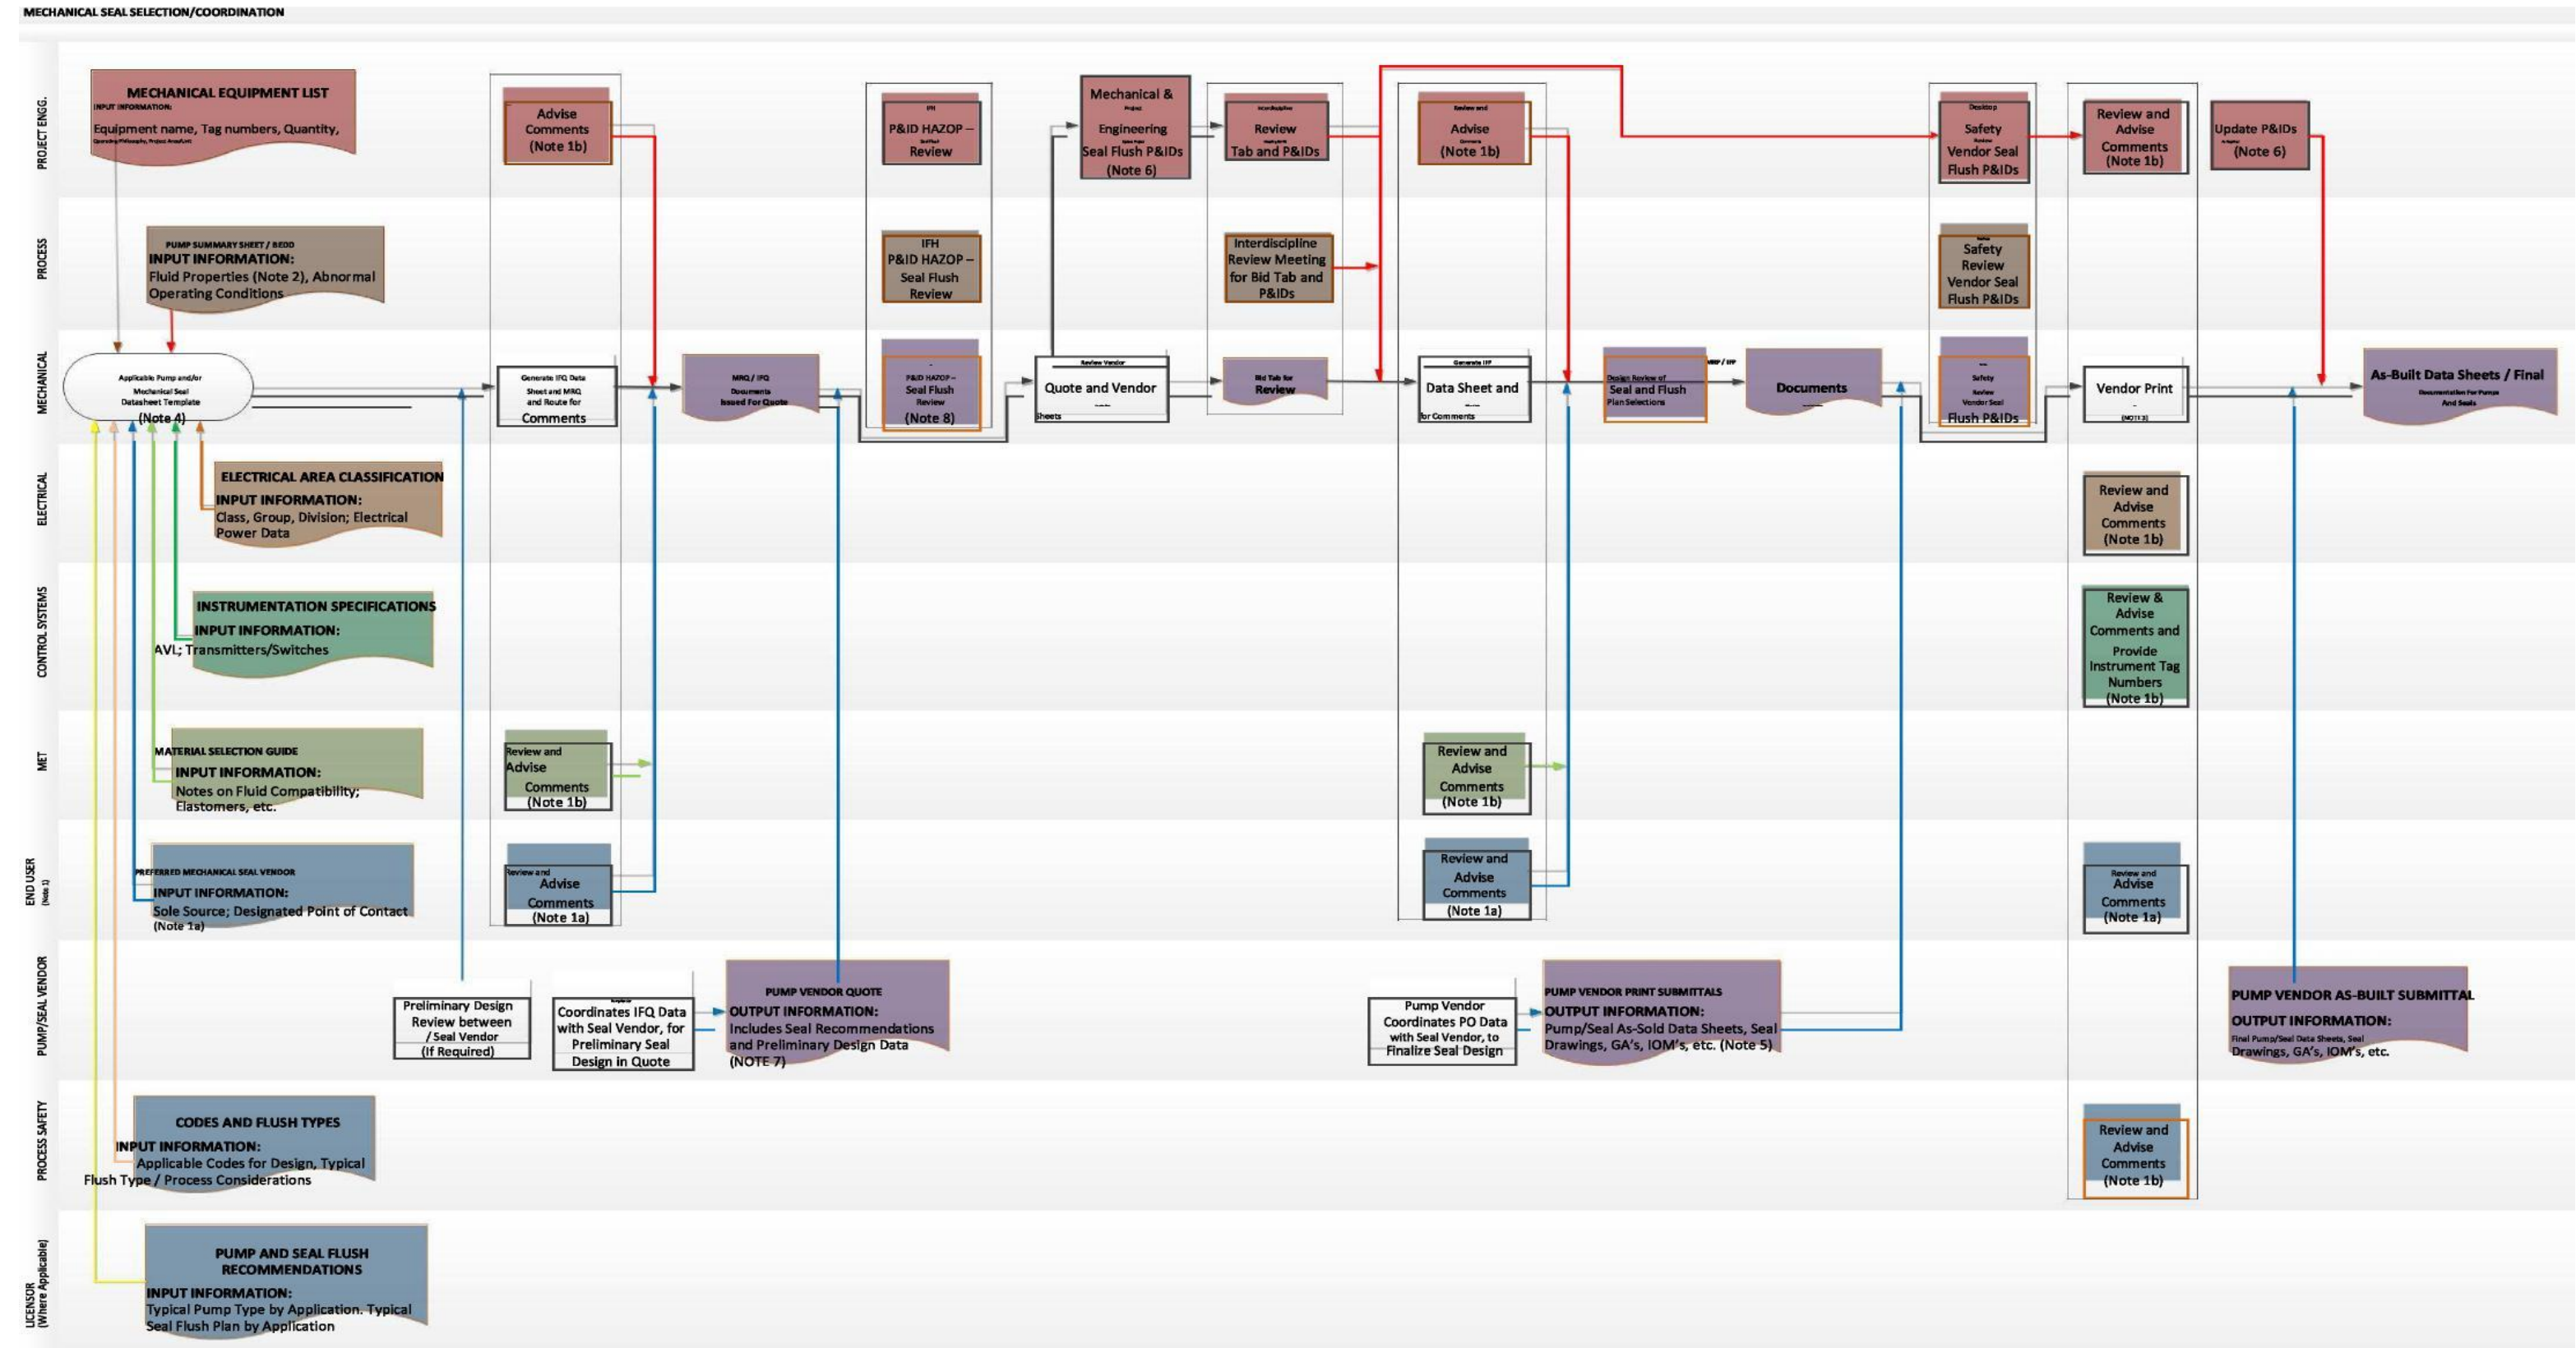 MECHANICAL SEAL SELECTION/COORDINATION
PROJECT ENGG.
MECHANICAL EQUIPMENT LIST
INPUT INFORMATION:
Equipment name, Tag numbers, Quantity,
Operating Philosophy, Project Area/Unit
Advise
Comments
(Note 1b)
IFH
P&ID HAZOP –
Seal Flush
Review
Mechanical &
Project
Engineering
Seal Flush P&IDs
(Note 6)
Interdiscipline
Review
Tab and P&IDs
Review and
Advise
Comments
(Note 1b)
Desktop
Safety
Review
Vendor Seal
Flush P&IDs
Review and
Advise
Comments
(Note 1b)
Update P&IDs
(Note 6)
PROCESS
PUMP SUMMARY SHEET / BEDD
INPUT INFORMATION:
Fluid Properties (Note 2), Abnormal
Operating Conditions
IFH
P&ID HAZOP –
Seal Flush
Review
Interdiscipline
Review Meeting
for Bid Tab and
P&IDs
Safety
Review
Vendor Seal
Flush P&IDs
MECHANICAL
Applicable Pump and/or
Mechanical Seal
Datasheet Template
(Note 4)
Generate IFQ Data
Sheet and MRQ
and Route for
Comments
MRQ / IFQ
Documents
Issued For Quote
P&ID HAZOP –
Seal Flush
Review
(Note 8)
Review Vendor
Quote and Vendor
Sheets
Bid Tab for
Review
Generate IFP
Data Sheet and
for Comments
Design Review of
Seal and Flush
Plan Selections
MRP / IFP
Documents
Safety
Review
Vendor Seal
Flush P&IDs
Vendor Print
(NOTE 3)
As-Built Data Sheets / Final
Documentation For Pumps
And Seals
ELECTRICAL
ELECTRICAL AREA CLASSIFICATION
INPUT INFORMATION:
Class, Group, Division; Electrical
Power Data
Review and
Advise
Comments
(Note 1b)
CONTROL SYSTEMS
INSTRUMENTATION SPECIFICATIONS
INPUT INFORMATION:
AVL; Transmitters/Switches
Review &
Advise
Comments and
Provide
Instrument Tag
Numbers
(Note 1b)
MET
MATERIAL SELECTION GUIDE
INPUT INFORMATION:
Notes on Fluid Compatibility;
Elastomers, etc.
Review and
Advise
Comments
(Note 1b)
Review and
Advise
Comments
(Note 1b)
END USER
(Note 1)
PREFERRED MECHANICAL SEAL VENDOR
INPUT INFORMATION:
Sole Source; Designated Point of Contact
(Note 1a)
Review and
Advise
Comments
(Note 1a)
Review and
Advise
Comments
(Note 1a)
Review and
Advise
Comments
(Note 1a)
PUMP/SEAL VENDOR
Preliminary Design
Review between
/ Seal Vendor
(If Required)
Coordinates IFQ Data
with Seal Vendor, for
Preliminary Seal
Design in Quote
PUMP VENDOR QUOTE
OUTPUT INFORMATION:
Includes Seal Recommendations
and Preliminary Design Data
(NOTE 7)
Pump Vendor
Coordinates PO Data
with Seal Vendor, to
Finalize Seal Design
PUMP VENDOR PRINT SUBMITTALS
OUTPUT INFORMATION:
Pump/Seal As-Sold Data Sheets, Seal
Drawings, GA's, IOM's, etc. (Note 5)
PUMP VENDOR AS-BUILT SUBMITTAL
OUTPUT INFORMATION:
Final Pump/Seal Data Sheets, Seal
Drawings, GA's, IOM's, etc.
PROCESS SAFETY
CODES AND FLUSH TYPES
INPUT INFORMATION:
Applicable Codes for Design, Typical
Flush Type / Process Considerations
Review and
Advise
Comments
(Note 1b)
LICENSOR
(Where Applicable)
PUMP AND SEAL FLUSH
RECOMMENDATIONS
INPUT INFORMATION:
Typical Pump Type by Application. Typical
Seal Flush Plan by Application